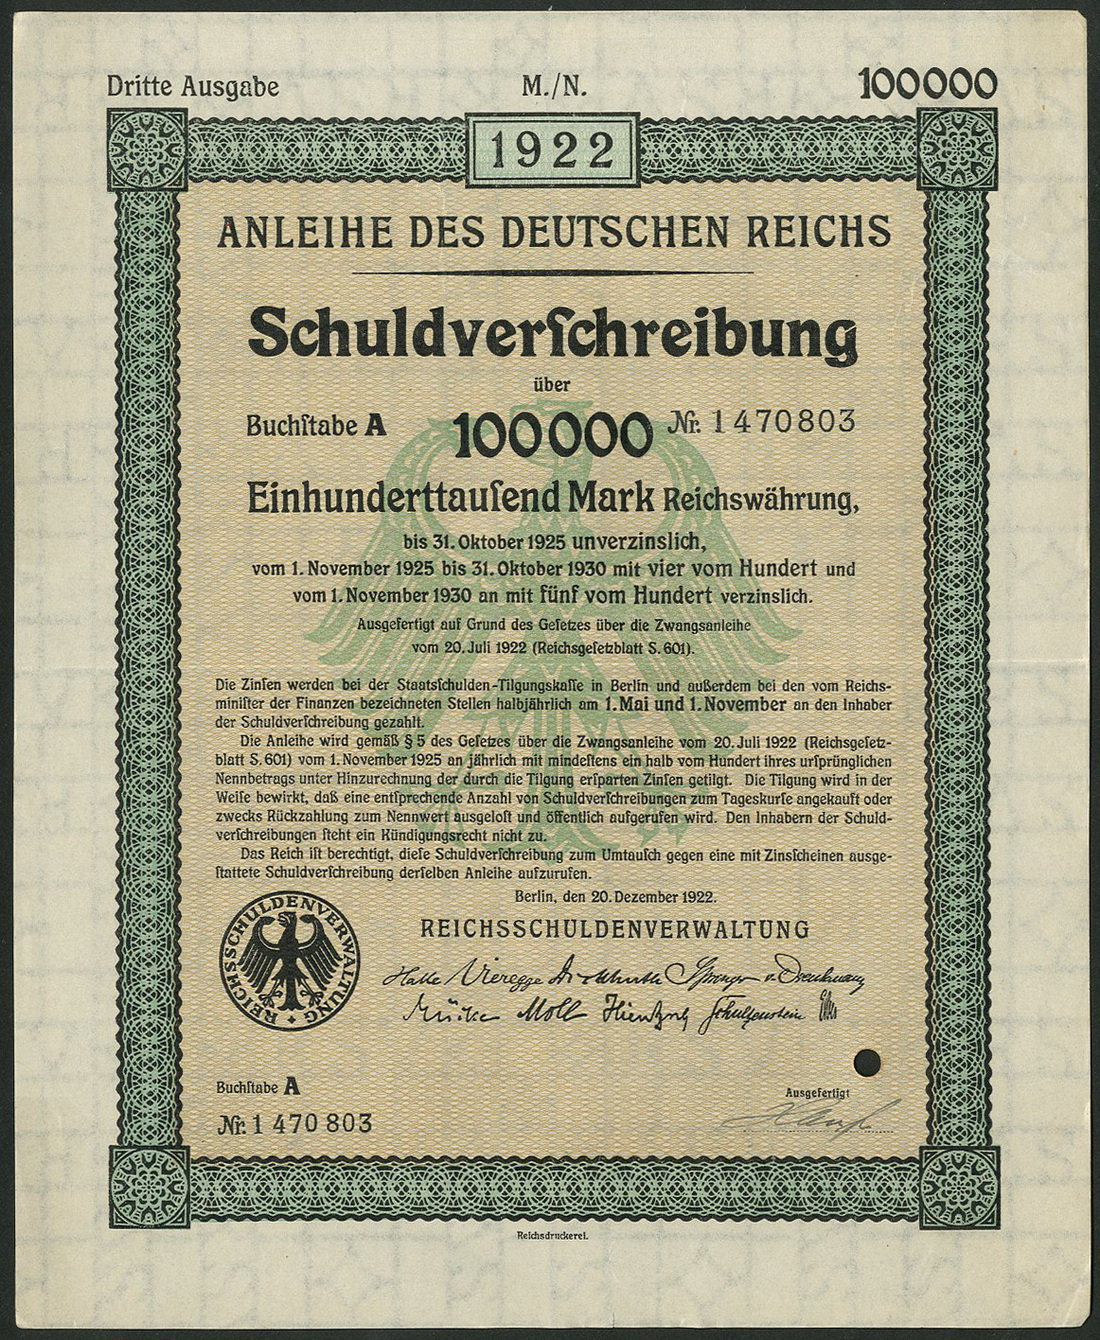 Dritte Ausgabe M./N. 100000
1922
ANLEIHE DES DEUTSCHEN REICHS
Schuldverſchreibung
über
Buchſtabe A 100000 Nr. 1470803
Einhunderttauſend Mark Reichswährung,
bis 31. Oktober 1925 unverzinslich,
vom 1. November 1925 bis 31. Oktober 1930 mit vier vom Hundert und
vom 1. November 1930 an mit fünf vom Hundert verzinslich.
Ausgefertigt auf Grund des Geſetzes über die Zwangsanleihe
vom 20. Juli 1922 (Reichsgeſetzblatt S. 601).
Die Zinſen werden bei der Staatsſchulden-Tilgungskaſſe in Berlin und außerdem bei den vom Reichs-
miniſter der Finanzen bezeichneten Stellen halbjährlich am 1. Mai und 1. November an den Inhaber
der Schuldverſchreibung gezahlt.
Die Anleihe wird gemäß § 5 des Geſetzes über die Zwangsanleihe vom 20. Juli 1922 (Reichsgeſetz-
blatt S. 601) vom 1. November 1925 an jährlich mit mindeſtens ein halb vom Hundert ihres urſprünglichen
Nennbetrags unter Hinzurechnung der durch die Tilgung erſparten Zinſen getilgt. Die Tilgung wird in der
Weiſe bewirkt, daß eine entſprechende Anzahl von Schuldverſchreibungen zum Tageskurſe angekauft oder
zwecks Rückzahlung zum Nennwert ausgeloſt und öffentlich aufgerufen wird. Den Inhabern der Schuld-
verſchreibungen ſteht ein Kündigungsrecht nicht zu.
Das Reich iſt berechtigt, dieſe Schuldverſchreibung zum Umtauſch gegen eine mit Zinsſcheinen ausge-
ſtattete Schuldverſchreibung derſelben Anleihe aufzurufen.
Berlin, den 20. Dezember 1922.
REICHSSCHULDENVERWALTUNG
REICHSSCHULDENVERWALTUNG
Halle Vieregge Springer
Mücke Moll
Buchſtabe A
Nr. 1 470 803
Ausgefertigt
Reichsdruckerei.